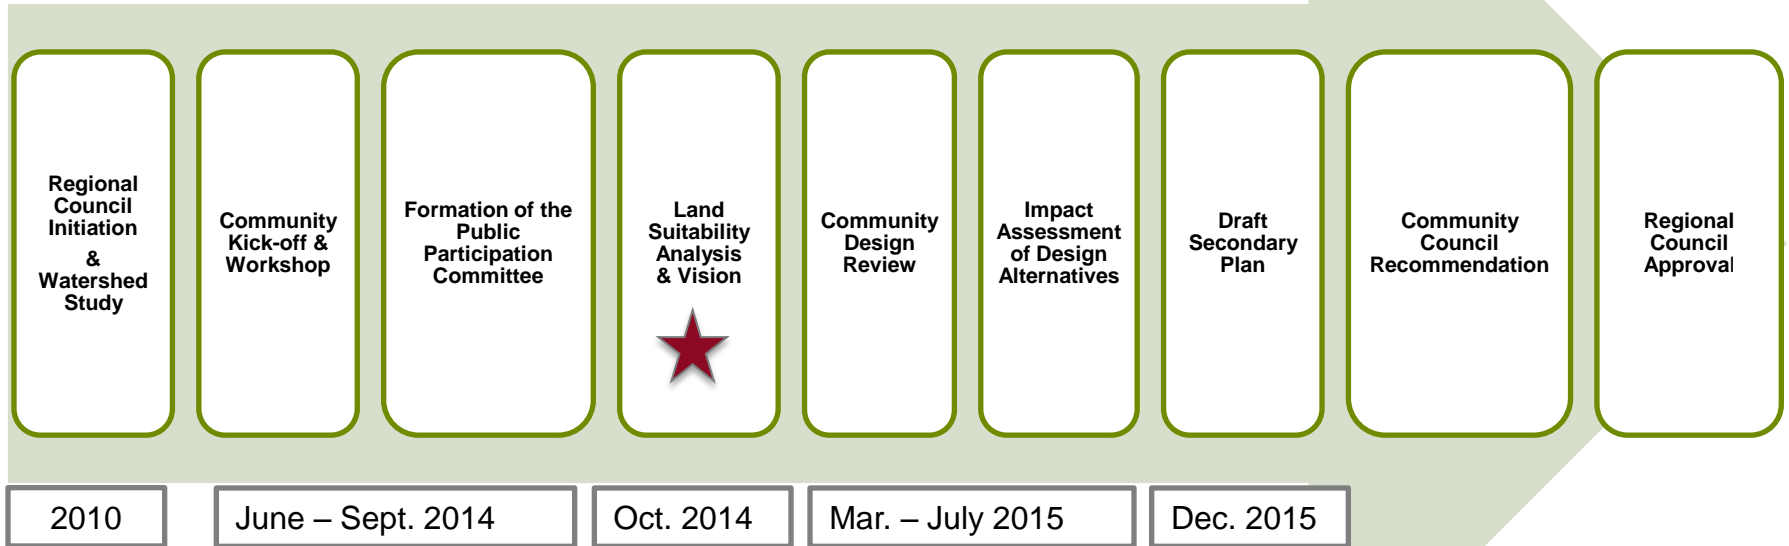 Regional
Council
Initiation
&
Watershed
Study
Community
Kick-off &
Workshop
Formation of the
Public
Participation
Committee
Land
Suitability
Analysis
& Vision
Community
Design
Review
Impact
Assessment
of Design
Alternatives
Draft
Secondary
Plan
Community
Council
Recommendation
Regional
Council
Approval
2010
June – Sept. 2014
Oct. 2014
Mar. – July 2015
Dec. 2015